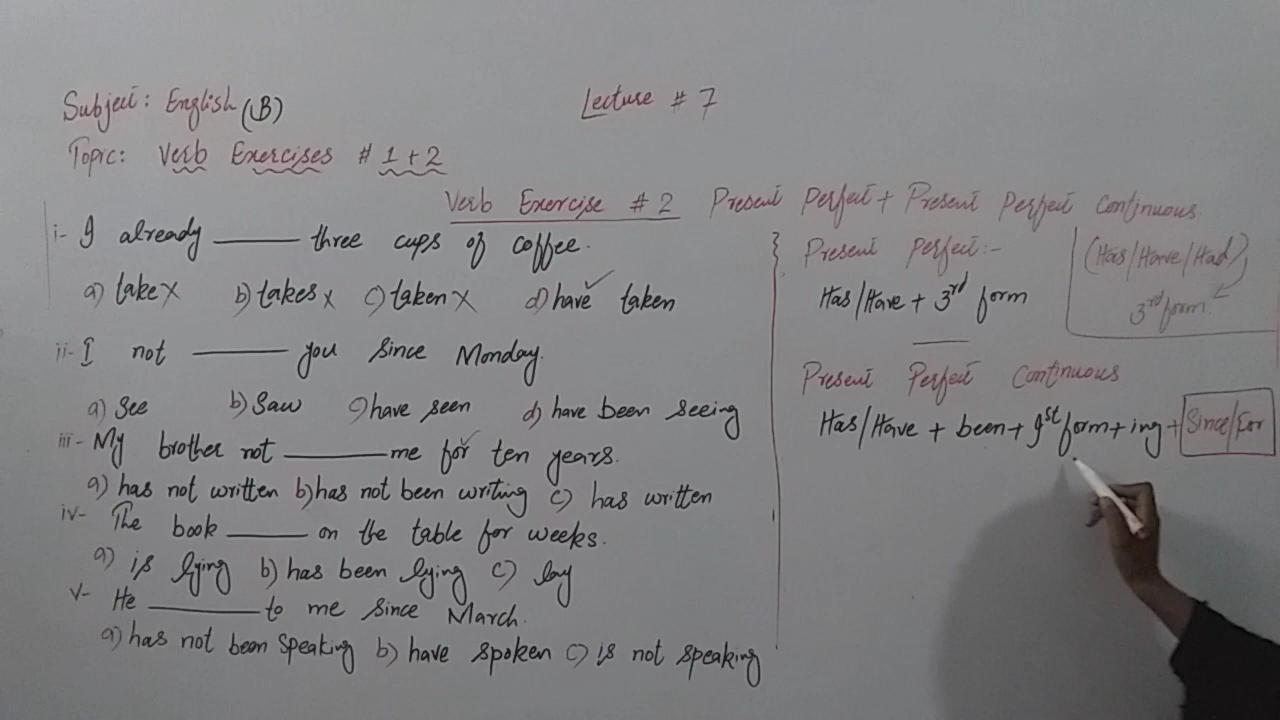 Subject: English (B)
Lecture # 7
Topic: Verb Exercises # 1 + 2
Verb Exercise # 2 Present Perfect + Present Perfect Continuous
i- I already ______ three cups of coffee.
a) take X b) takes X c) taken X d) have ✓ taken
ii- I not ______ you since Monday.
a) See b) Saw c) have seen d) have been seeing
iii- My brother not ______ me for ✓ ten years.
a) has not written b) has not been writing c) has written
iv- The book ______ on the table for weeks.
a) is lying b) has been lying c) lay
v- He ______ to me since March.
a) has not been speaking b) have spoken c) is not speaking
Present Perfect:-
Has/Have + 3rd form
(Has/Have/Had)
3rd form.
Present Perfect Continuous
Has/Have + been + Ist form + ing + Since/For